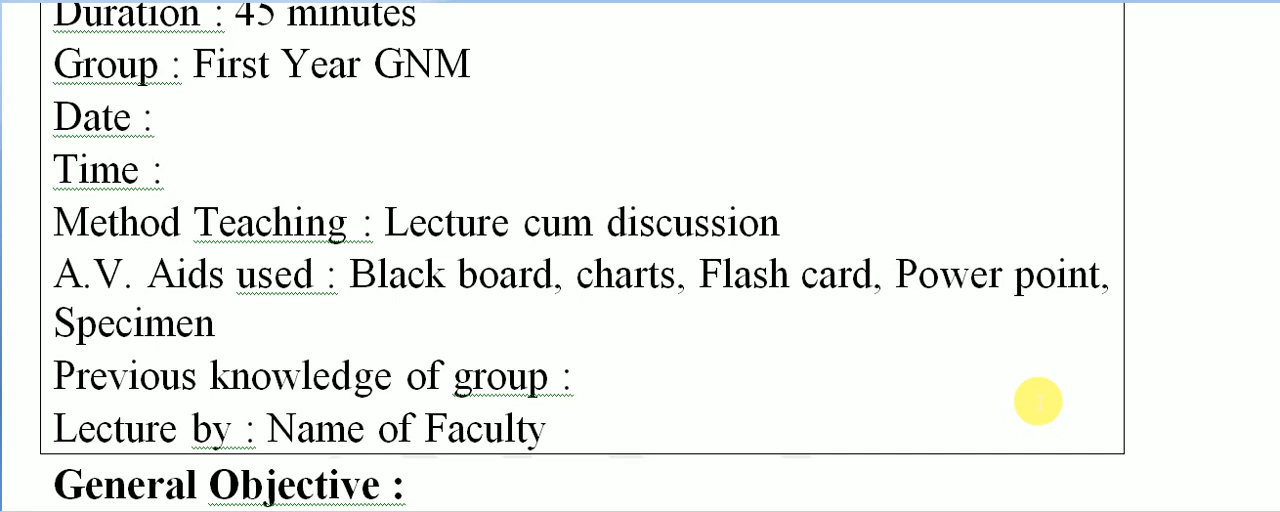 Duration : 45 minutes
Group : First Year GNM
Date :
Time :
Method Teaching : Lecture cum discussion
A.V. Aids used : Black board, charts, Flash card, Power point,
Specimen
Previous knowledge of group :
Lecture by : Name of Faculty
General Objective :